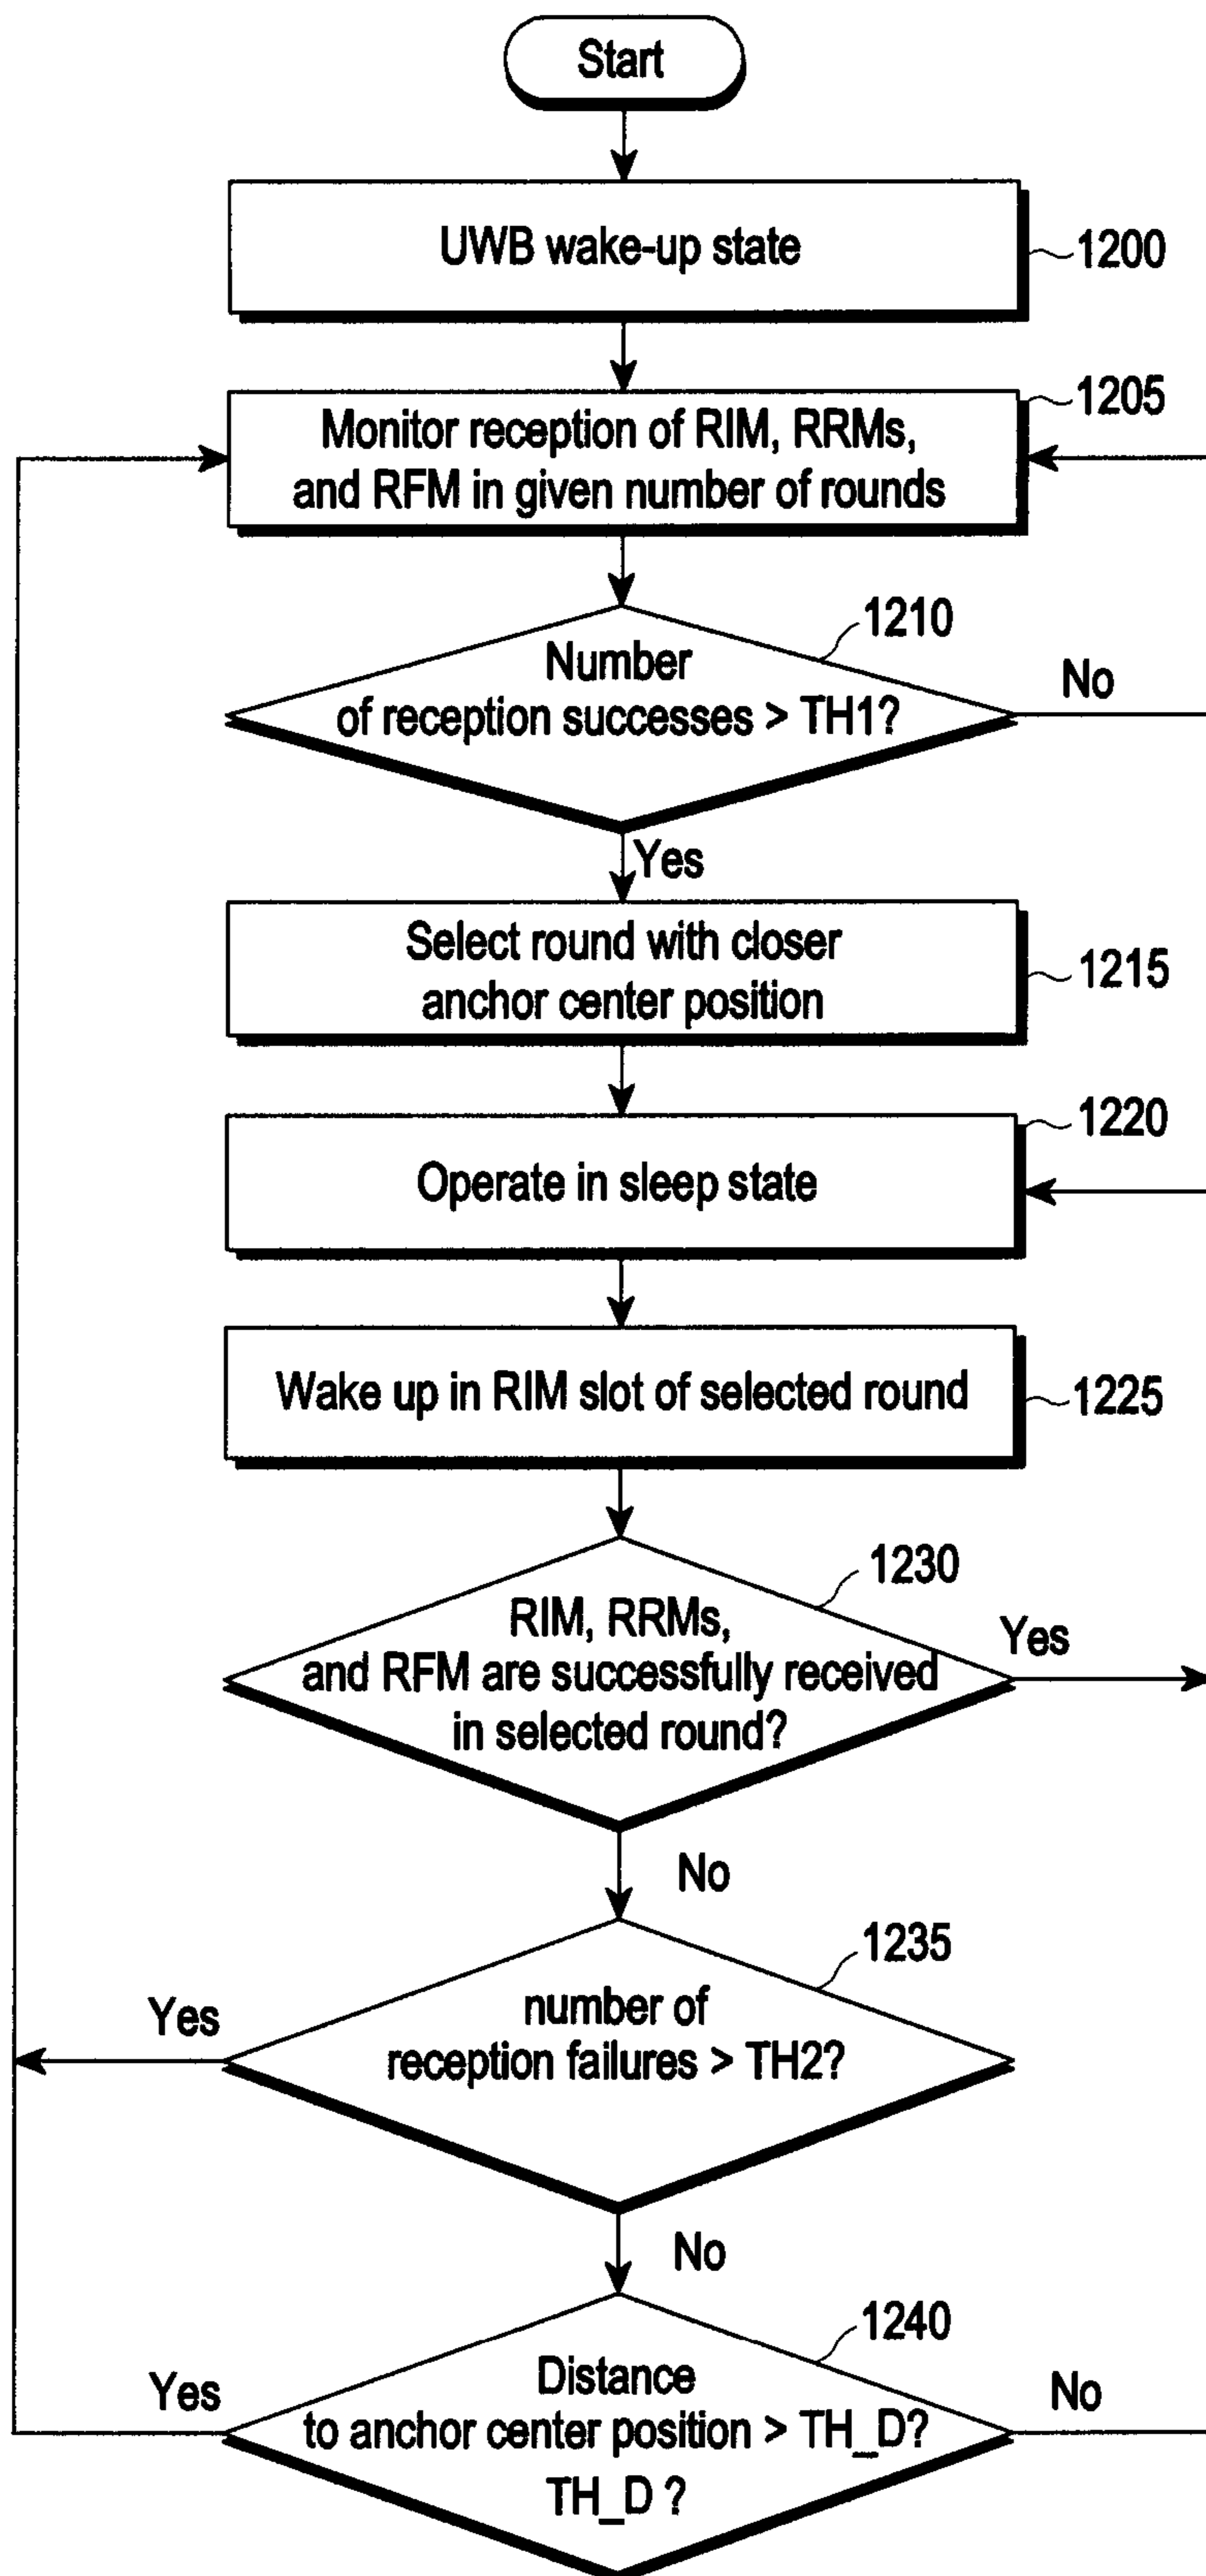 Start
UWB wake-up state
1200
Monitor reception of RIM, RRMs,
and RFM in given number of rounds
1205
Number
of reception successes > TH1?
1210
No
Yes
Select round with closer
anchor center position
1215
Operate in sleep state
1220
Wake up in RIM slot of selected round
1225
RIM, RRMs,
and RFM are successfully received
in selected round?
1230
Yes
No
number of
reception failures > TH2?
1235
Yes
No
Distance
to anchor center position > TH_D?
TH_D ?
1240
Yes
No